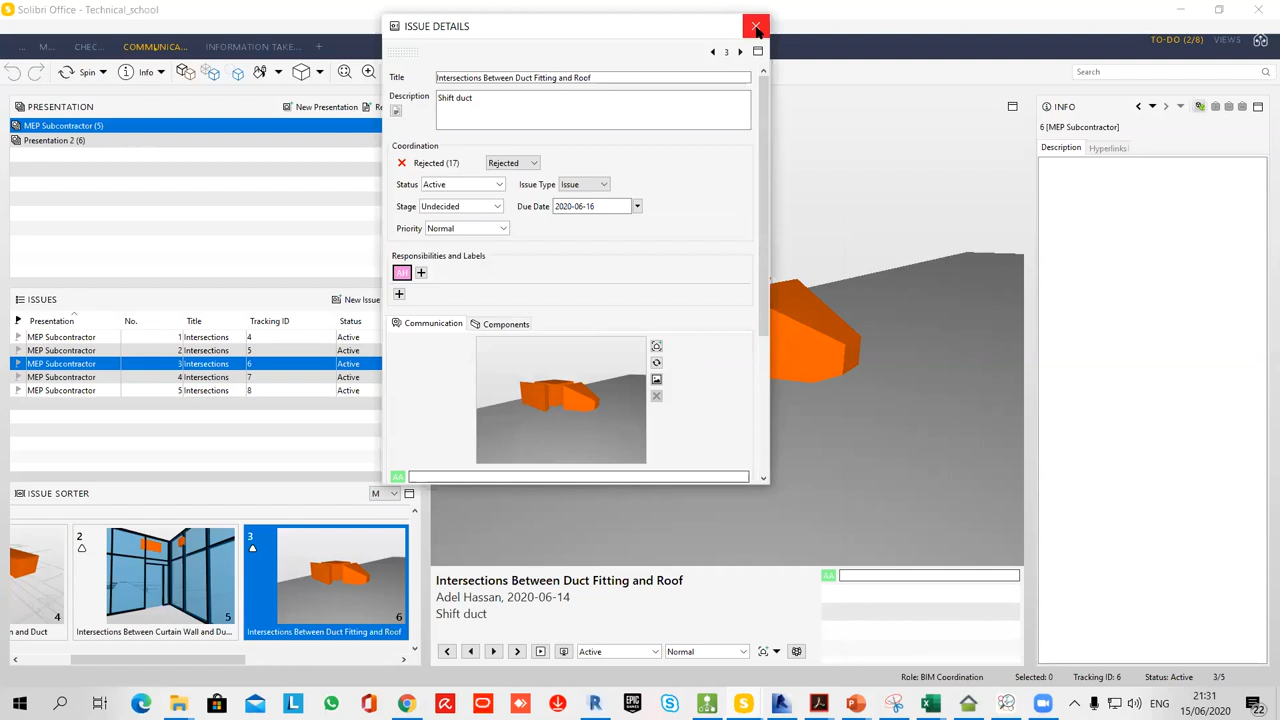 Solibri Office - Technical_school
ISSUE DETAILS
... M... CHEC... COMMUNICA... INFORMATION TAKE... +
TO-DO (2/8) VIEWS
3
Spin Info
Search
Title Intersections Between Duct Fitting and Roof
Description Shift duct
PRESENTATION New Presentation Re
INFO
MEP Subcontractor (5)
6 [MEP Subcontractor]
Presentation 2 (6)
Description Hyperlinks
Coordination
Rejected (17) Rejected
Status Active Issue Type Issue
Stage Undecided Due Date 2020-06-16
Priority Normal
Responsibilities and Labels
AH
ISSUES New Issue
Presentation No. Title Tracking ID Status
MEP Subcontractor 1 Intersections 4 Active
MEP Subcontractor 2 Intersections 5 Active
MEP Subcontractor 3 Intersections 6 Active
MEP Subcontractor 4 Intersections 7 Active
MEP Subcontractor 5 Intersections 8 Active
Communication Components
AA
ISSUE SORTER M
2 3
4 5 6
n and Duct Intersections Between Curtain Wall and Du... Intersections Between Duct Fitting and Roof
Intersections Between Duct Fitting and Roof
AA
Adel Hassan, 2020-06-14
Shift duct
Active Normal
Role: BIM Coordination Selected: 0 Tracking ID: 6 Status: Active 3/5
ENG
21:31
15/06/2020
22